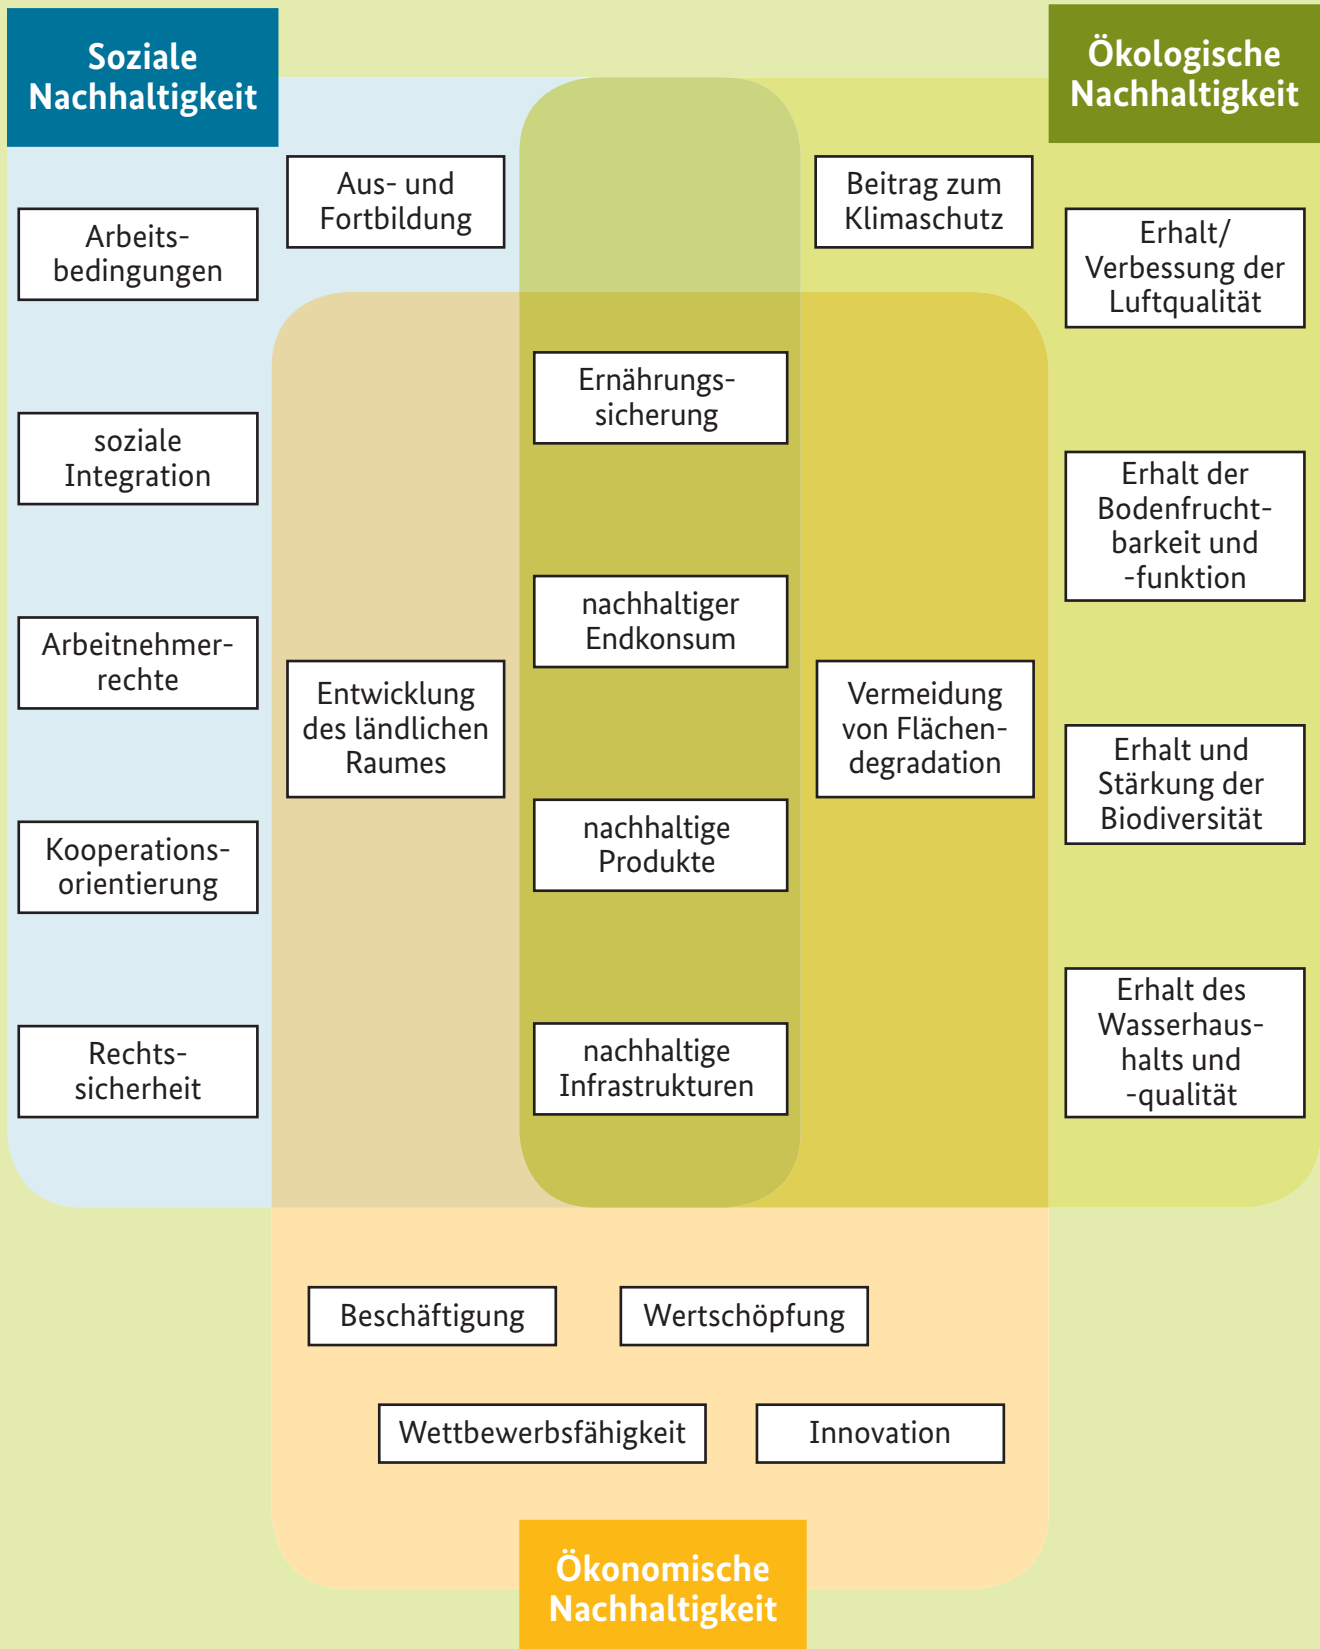 Soziale
Nachhaltigkeit
Ökologische
Nachhaltigkeit
Aus- und
Fortbildung
Beitrag zum
Klimaschutz
Arbeits-
bedingungen
Erhalt/
Verbessung der
Luftqualität
Ernährungs-
sicherung
soziale
Integration
Erhalt der
Bodenfrucht-
barkeit und
-funktion
nachhaltiger
Endkonsum
Arbeitnehmer-
rechte
Entwicklung
des ländlichen
Raumes
Vermeidung
von Flächen-
degradation
Erhalt und
Stärkung der
Biodiversität
nachhaltige
Produkte
Kooperations-
orientierung
Erhalt des
Wasserhaus-
halts und
-qualität
Rechts-
sicherheit
nachhaltige
Infrastrukturen
Beschäftigung
Wertschöpfung
Wettbewerbsfähigkeit
Innovation
Ökonomische
Nachhaltigkeit